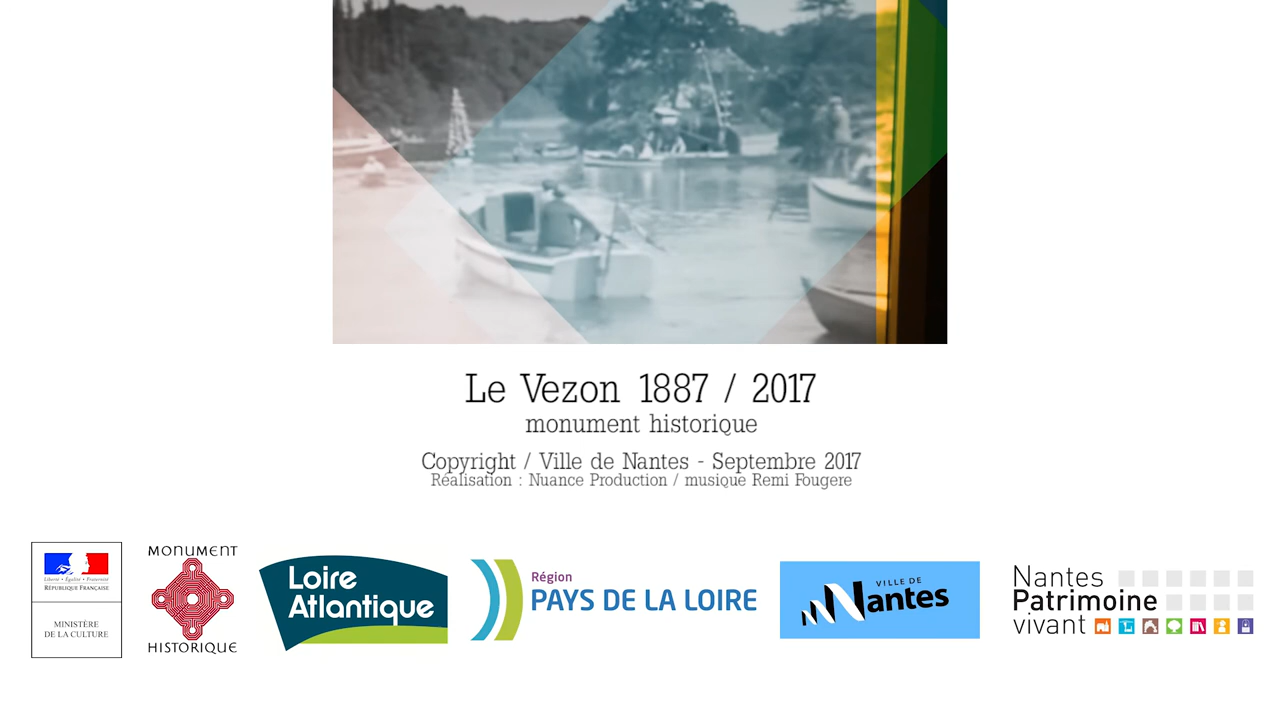 Le Vezon 1887 / 2017
monument historique
Copyright / Ville de Nantes - Septembre 2017
Réalisation : Nuance Production / musique Remi Fougere
Liberté • Égalité • Fraternité
RÉPUBLIQUE FRANÇAISE
MINISTÈRE
DE LA CULTURE
MONUMENT
HISTORIQUE
Loire
Atlantique
Région
PAYS DE LA LOIRE
VILLE DE
Nantes
Nantes
Patrimoine
vivant